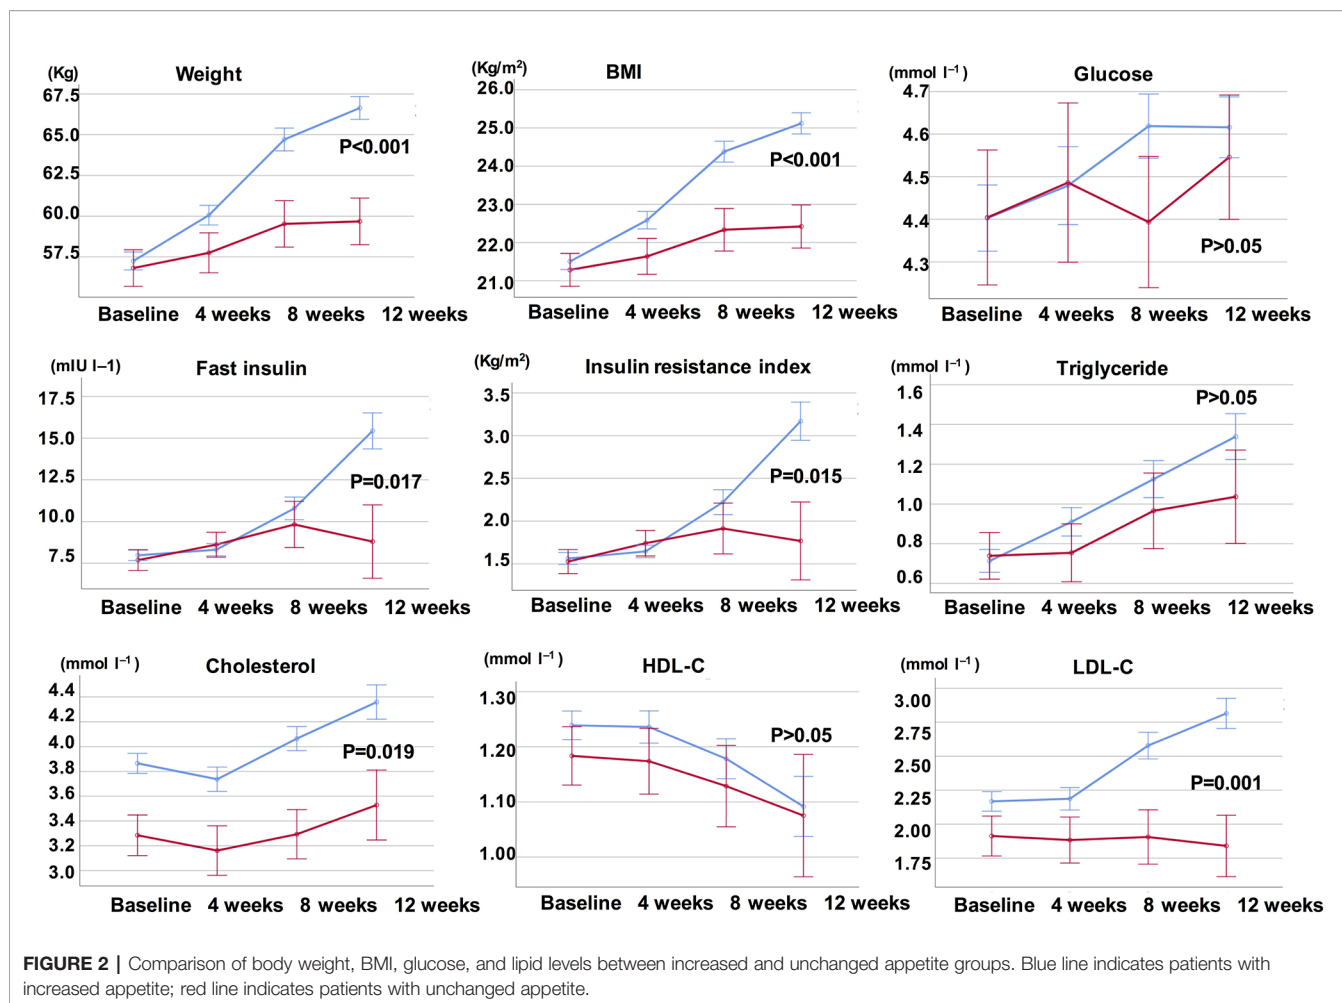 (Kg) Weight
67.5
65.0
62.5
60.0
57.5
P<0.001
Baseline 4 weeks 8 weeks 12 weeks
(Kg/m²) BMI
26.0
25.0
24.0
23.0
22.0
21.0
P<0.001
Baseline 4 weeks 8 weeks 12 weeks
(mmol l⁻¹) Glucose
4.7
4.6
4.5
4.4
4.3
P>0.05
Baseline 4 weeks 8 weeks 12 weeks
(mIU l–1) Fast insulin
17.5
15.0
12.5
10.0
7.5
P=0.017
Baseline 4 weeks 8 weeks 12 weeks
(Kg/m²) Insulin resistance index
3.5
3.0
2.5
2.0
1.5
P=0.015
Baseline 4 weeks 8 weeks 12 weeks
(mmol l⁻¹) Triglyceride
1.6
1.4
1.2
1.0
0.8
0.6
P>0.05
Baseline 4 weeks 8 weeks 12 weeks
(mmol l⁻¹) Cholesterol
4.4
4.2
4.0
3.8
3.6
3.4
3.2
3.0
P=0.019
Baseline 4 weeks 8 weeks 12 weeks
(mmol l⁻¹) HDL-C
1.30
1.20
1.10
1.00
P>0.05
Baseline 4 weeks 8 weeks 12 weeks
(mmol l⁻¹) LDL-C
3.00
2.75
2.50
2.25
2.00
1.75
P=0.001
Baseline 4 weeks 8 weeks 12 weeks
FIGURE 2 | Comparison of body weight, BMI, glucose, and lipid levels between increased and unchanged appetite groups. Blue line indicates patients with
increased appetite; red line indicates patients with unchanged appetite.